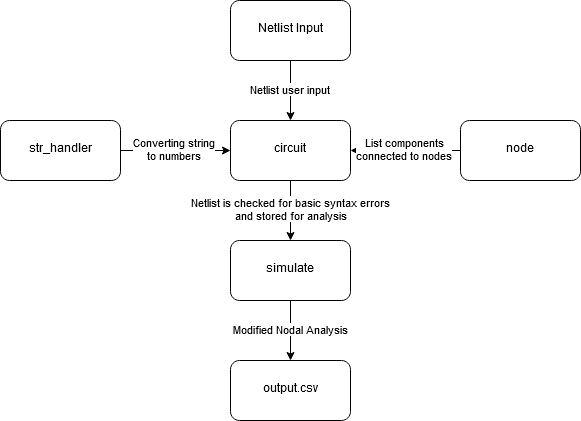 Netlist Input
Netlist user input
str_handler
Converting string
to numbers
circuit
List components
connected to nodes
node
Netlist is checked for basic syntax errors
and stored for analysis
simulate
Modified Nodal Analysis
output.csv